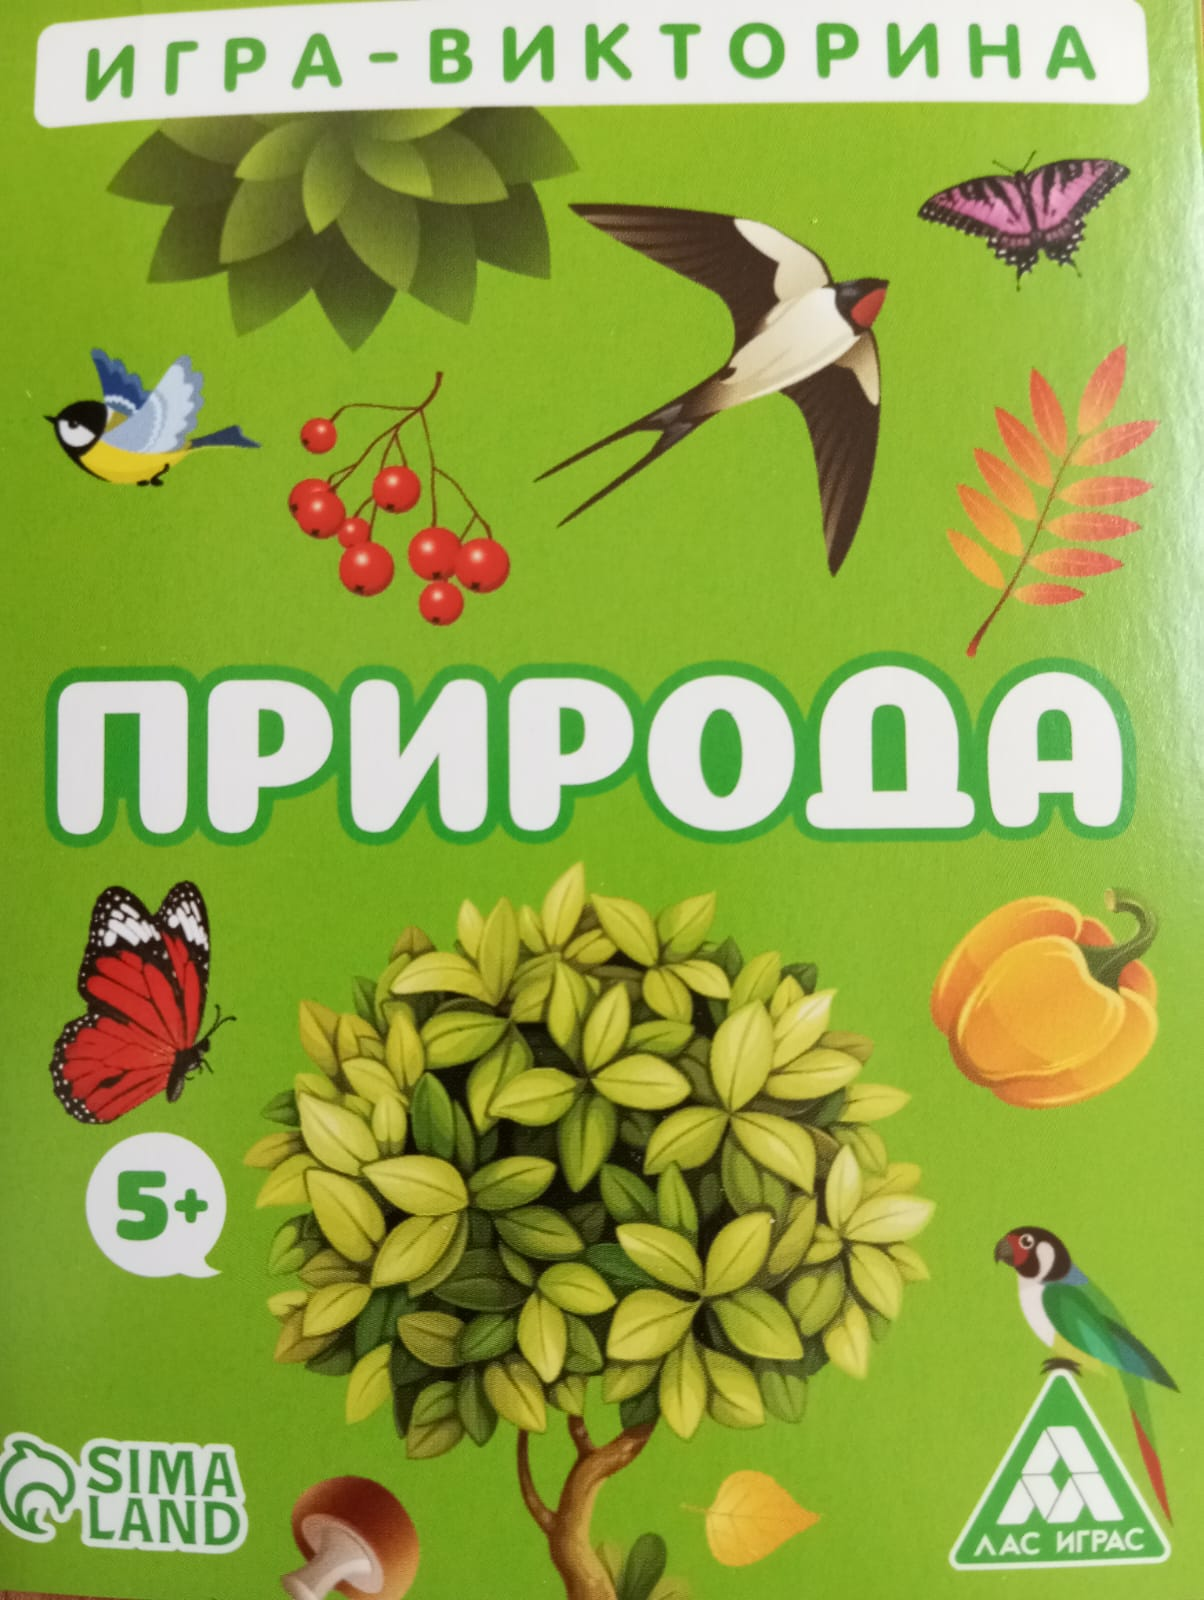 ИГРА-ВИКТОРИНА
ПРИРОДА
5+
SIMA
LAND
ЛАС ИГРАС